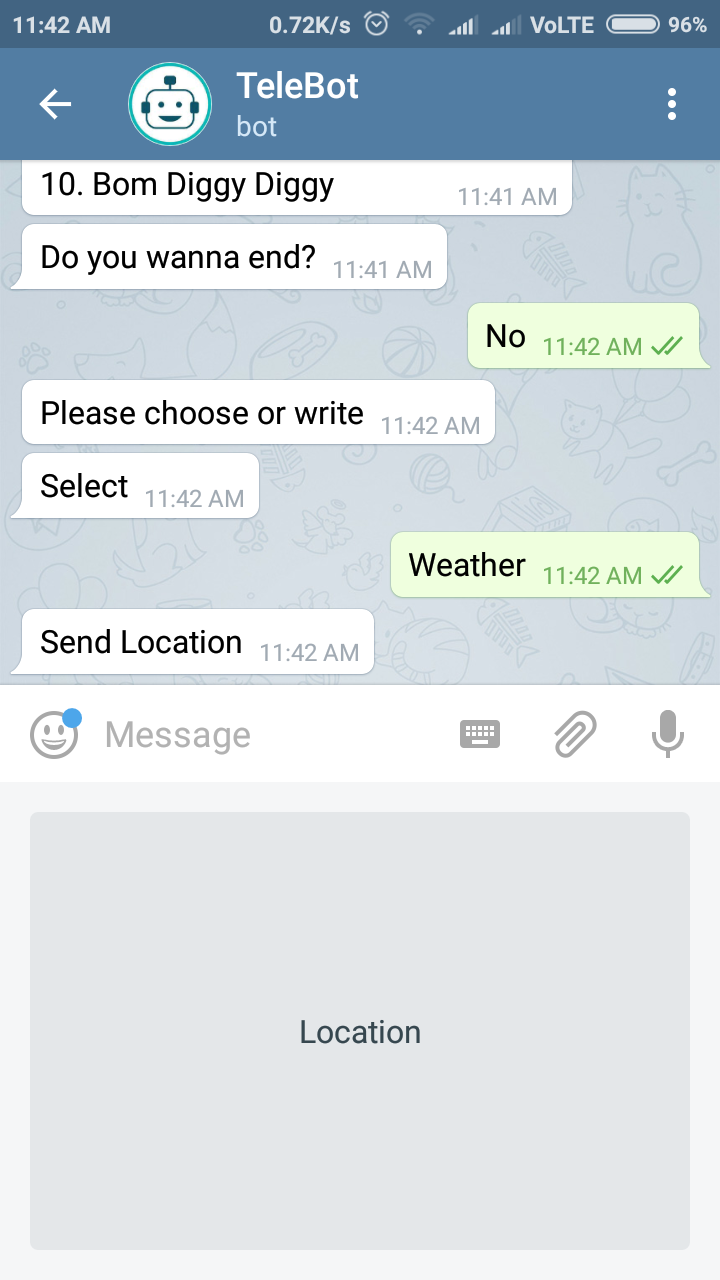 11:42 AM 0.72K/s VoLTE 96%
TeleBot
bot
10. Bom Diggy Diggy 11:41 AM
Do you wanna end? 11:41 AM
No 11:42 AM
Please choose or write 11:42 AM
Select 11:42 AM
Weather 11:42 AM
Send Location 11:42 AM
Message
Location